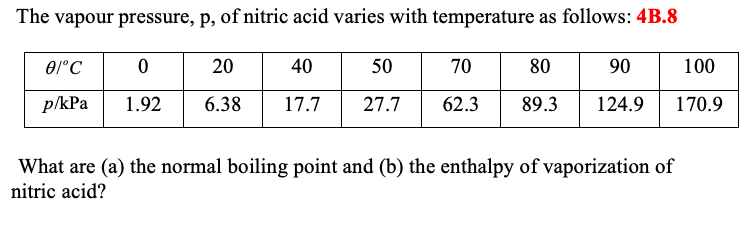 The vapour pressure, p, of nitric acid varies with temperature as follows: 4B.8
θ/°C 0 20 40 50 70 80 90 100
p/kPa 1.92 6.38 17.7 27.7 62.3 89.3 124.9 170.9
What are (a) the normal boiling point and (b) the enthalpy of vaporization of
nitric acid?